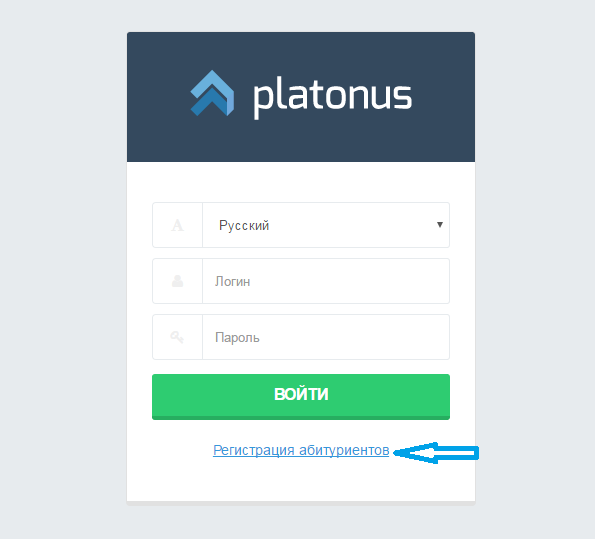 platonus
Русский
Логин
Пароль
ВОЙТИ
Регистрация абитуриентов